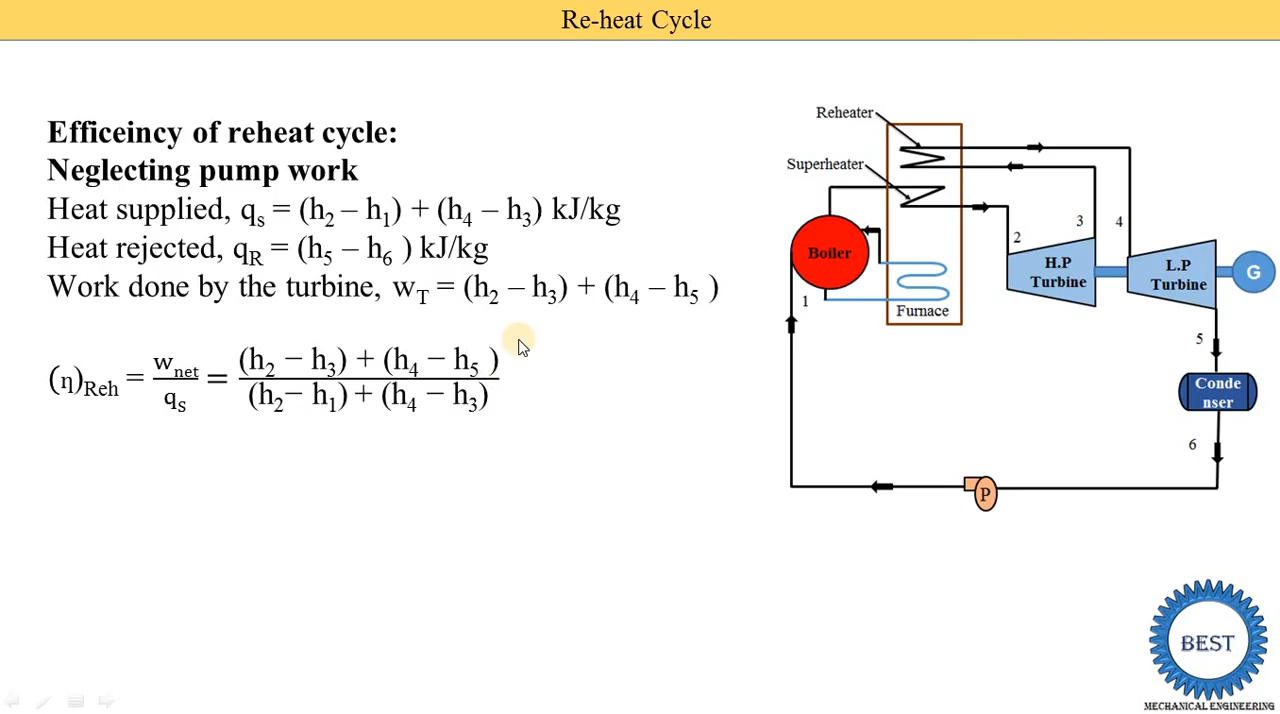 Re-heat Cycle
Efficeincy of reheat cycle:
Neglecting pump work
Heat supplied, qs = (h2 – h1) + (h4 – h3) kJ/kg
Heat rejected, qR = (h5 – h6 ) kJ/kg
Work done by the turbine, wT = (h2 – h3) + (h4 – h5 )
(η)Reh = wnet/qs = (h2 − h3) + (h4 − h5 )/(h2− h1) + (h4 − h3)
Reheater
Superheater
Boiler
Furnace
1
2
3
4
H.P
Turbine
L.P
Turbine
G
5
Conde
nser
6
P
BEST
MECHANICAL ENGINEERING